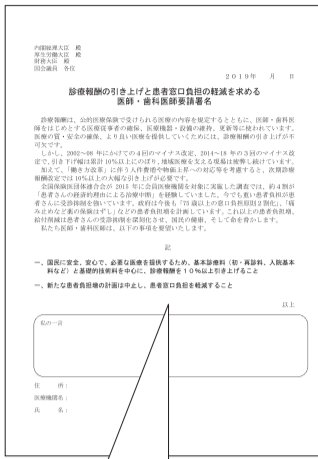 内閣総理大臣　殿
厚生労働大臣　殿
財務大臣　殿
国会議員　各位
2019年　　月　　日
診療報酬の引き上げと患者窓口負担の軽減を求める
医師・歯科医師要請署名
診療報酬は、公的医療保険で受けられる医療の内容を規定するとともに、医師・歯科医
師をはじめとする医療従事者の確保、医療機器・設備の維持、更新等に使われています。
医療の質・安全の確保、より良い医療を提供していくためには、診療報酬の引き上げが不
可欠です。
しかし、2002～08 年にかけての４回のマイナス改定、2014～18 年の３回のマイナス改
定で、引き下げ幅は累計 10％以上にのぼり、地域医療を支える現場は疲弊し続けています。
加えて、「働き方改革」に伴う人件費増や物価上昇への対応等を考慮すると、次期診療
報酬改定では 10％以上の大幅な引き上げが必要です。
全国保険医団体連合会が 2015 年に会員医療機関を対象に実施した調査では、約４割が
「患者さんの経済的理由による治療中断」を経験していました。今でも重い患者負担が患
者さんの受診抑制を強いています。政府は今後も「75 歳以上の窓口負担原則２割化」、「痛
み止めなど薬の保険はずし」などの患者負担増を計画しています。これ以上の患者負担増、
給付削減は患者さんの受診抑制を深刻化させ、国民の健康、そして命を脅かします。
私たち医師・歯科医師は、以下の事項を要望いたします。
記
一、国民に安全、安心で、必要な医療を提供するため、基本診療料（初・再診料、入院基本
料など）と基礎的技術料を中心に、診療報酬を１０％以上引き上げること
一、新たな患者負担増の計画は中止し、患者窓口負担を軽減すること
以上
私の一言
住　　所：
医療機関名：
氏　　名：